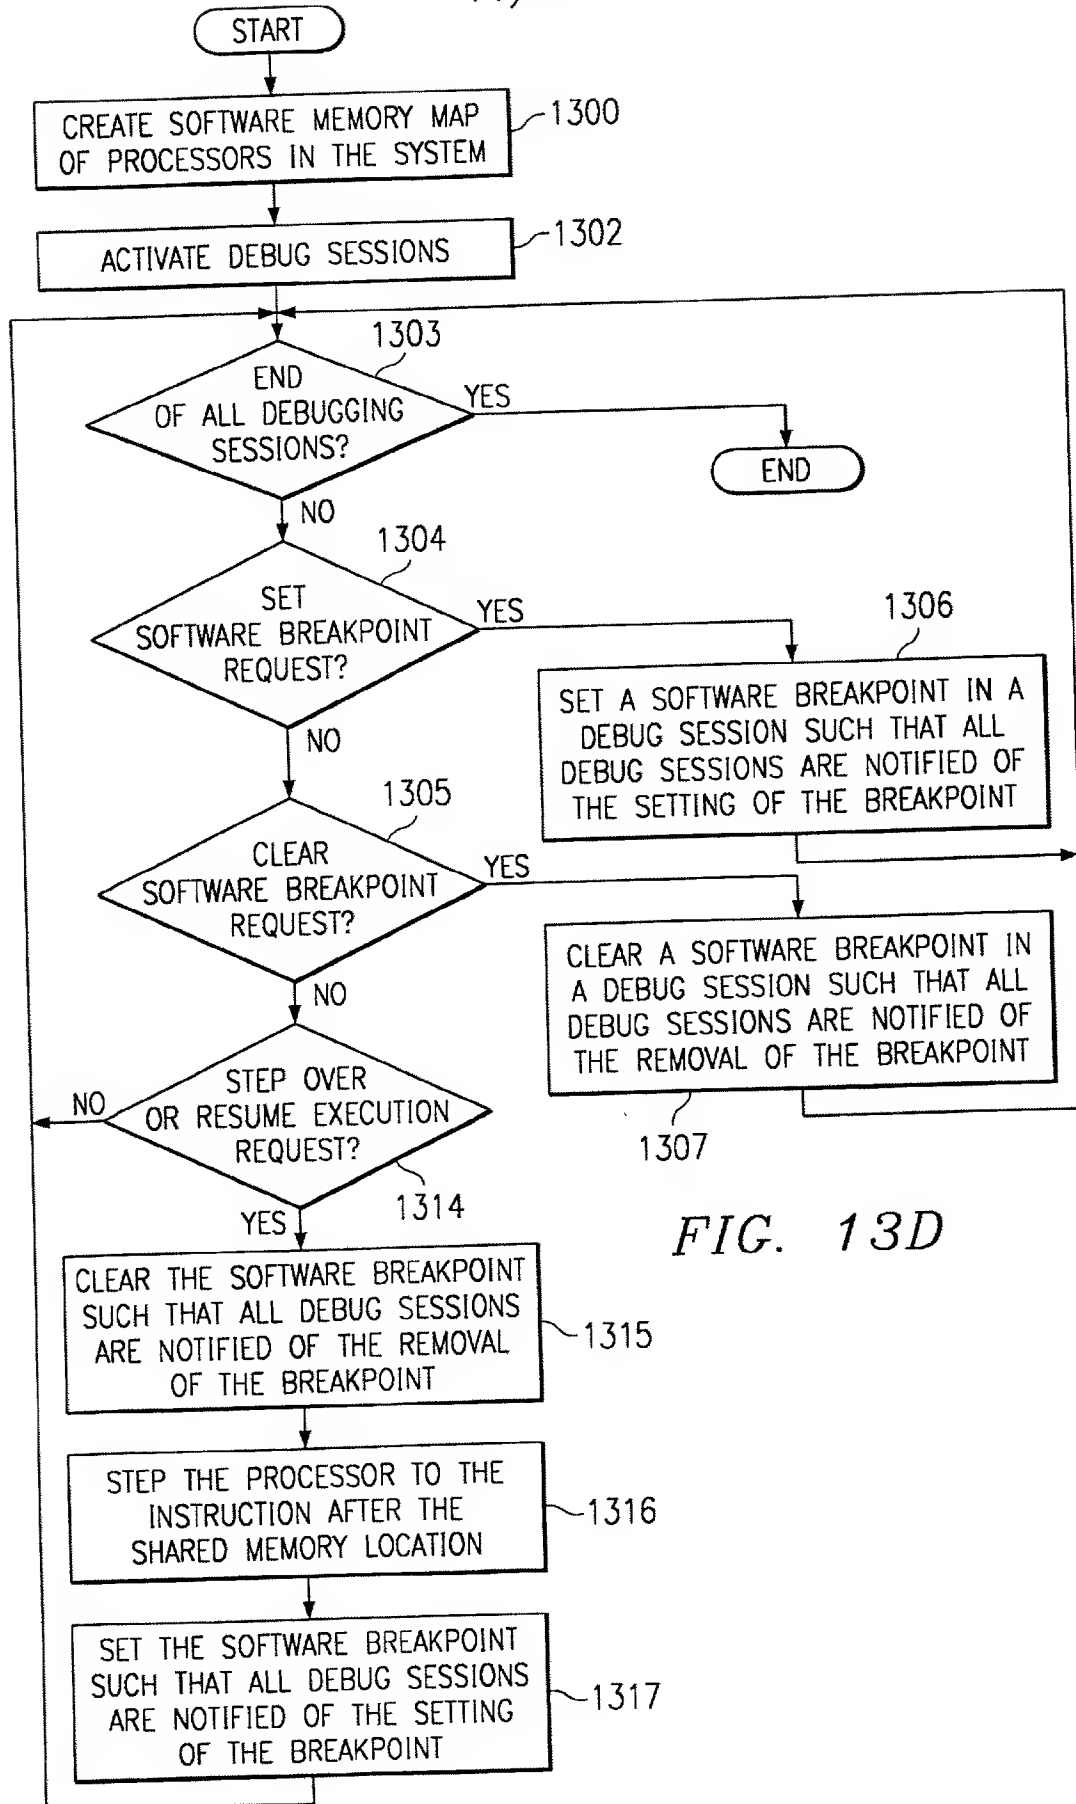 START
CREATE SOFTWARE MEMORY MAP
OF PROCESSORS IN THE SYSTEM
1300
ACTIVATE DEBUG SESSIONS
1302
1303
END
OF ALL DEBUGGING
SESSIONS?
YES
END
NO
1304
SET
SOFTWARE BREAKPOINT
REQUEST?
YES
1306
SET A SOFTWARE BREAKPOINT IN A
DEBUG SESSION SUCH THAT ALL
DEBUG SESSIONS ARE NOTIFIED OF
THE SETTING OF THE BREAKPOINT
NO
1305
CLEAR
SOFTWARE BREAKPOINT
REQUEST?
YES
CLEAR A SOFTWARE BREAKPOINT IN
A DEBUG SESSION SUCH THAT ALL
DEBUG SESSIONS ARE NOTIFIED OF
THE REMOVAL OF THE BREAKPOINT
1307
NO
STEP OVER
OR RESUME EXECUTION
REQUEST?
NO
1314
YES
FIG. 13D
CLEAR THE SOFTWARE BREAKPOINT
SUCH THAT ALL DEBUG SESSIONS
ARE NOTIFIED OF THE REMOVAL
OF THE BREAKPOINT
1315
STEP THE PROCESSOR TO THE
INSTRUCTION AFTER THE
SHARED MEMORY LOCATION
1316
SET THE SOFTWARE BREAKPOINT
SUCH THAT ALL DEBUG SESSIONS
ARE NOTIFIED OF THE SETTING
OF THE BREAKPOINT
1317